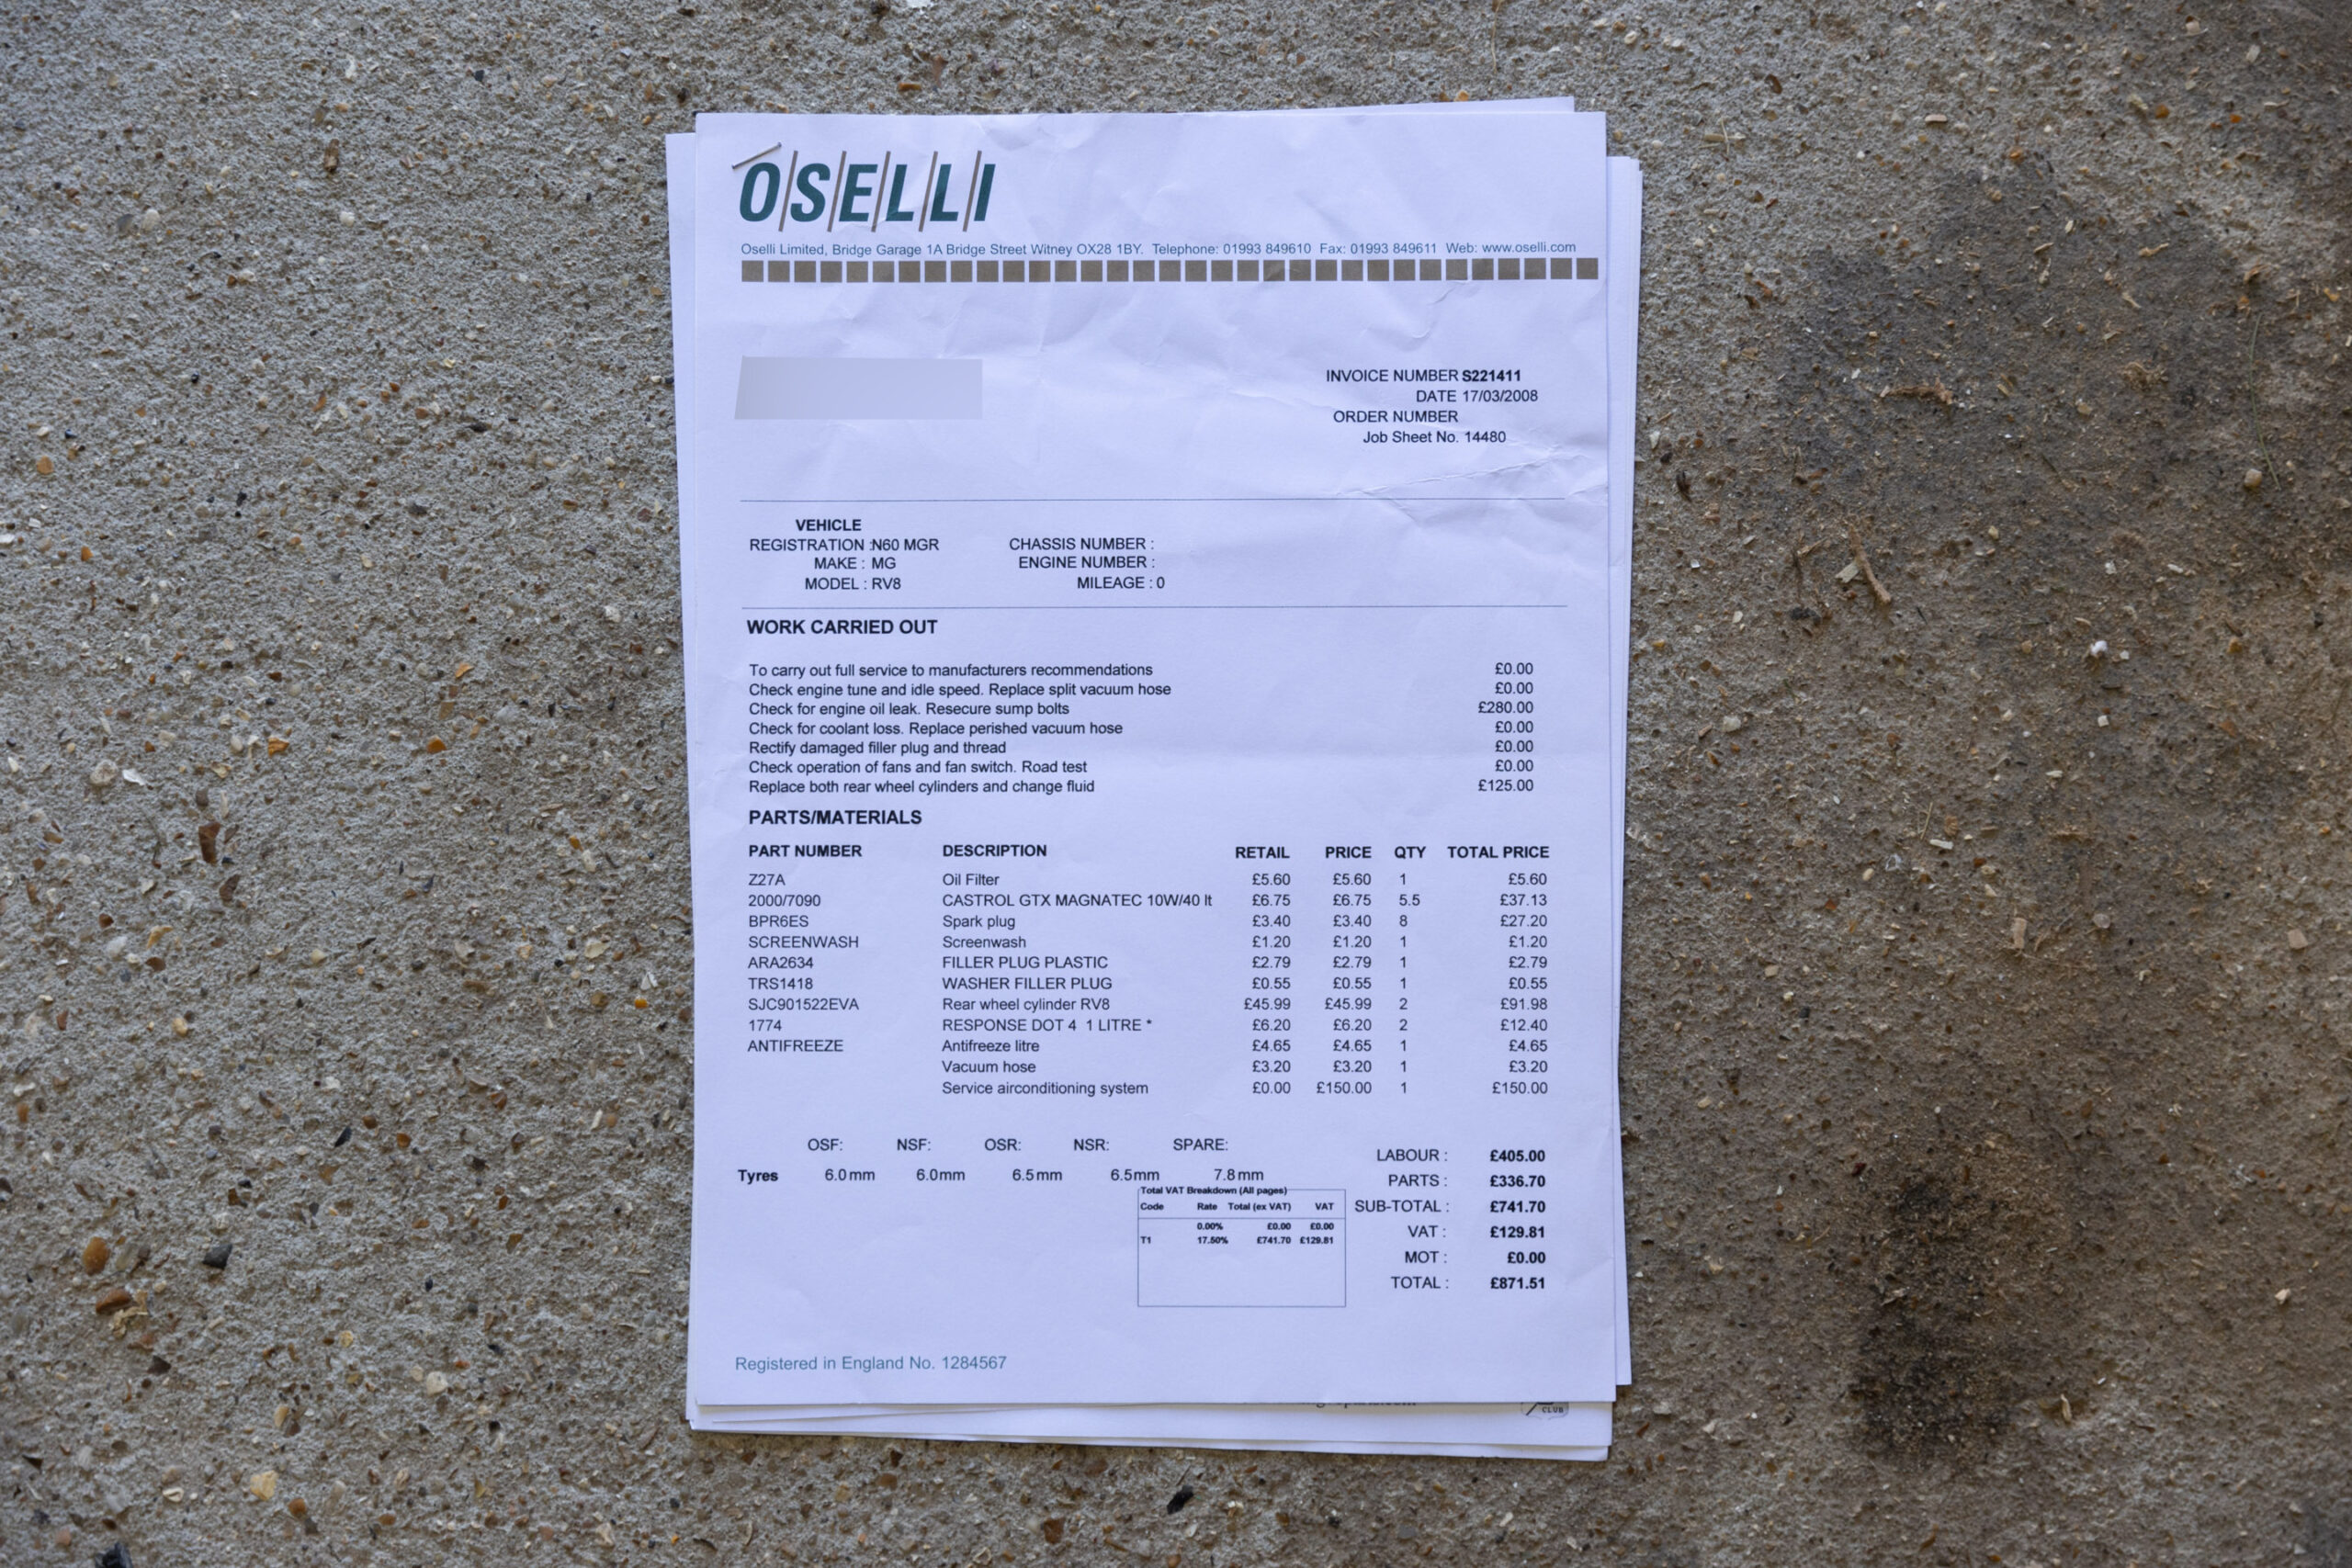 OSELLI
Oselli Limited, Bridge Garage 1A Bridge Street Witney OX28 1BY. Telephone: 01993 849610 Fax: 01993 849611 Web: www.oselli.com
INVOICE NUMBER S221411
DATE 17/03/2008
ORDER NUMBER
Job Sheet No. 14480
VEHICLE
REGISTRATION :N60 MGR CHASSIS NUMBER :
MAKE : MG ENGINE NUMBER :
MODEL : RV8 MILEAGE : 0
WORK CARRIED OUT
To carry out full service to manufacturers recommendations £0.00
Check engine tune and idle speed. Replace split vacuum hose £0.00
Check for engine oil leak. Resecure sump bolts £280.00
Check for coolant loss. Replace perished vacuum hose £0.00
Rectify damaged filler plug and thread £0.00
Check operation of fans and fan switch. Road test £0.00
Replace both rear wheel cylinders and change fluid £125.00
PARTS/MATERIALS
PART NUMBER DESCRIPTION RETAIL PRICE QTY TOTAL PRICE
Z27A Oil Filter £5.60 £5.60 1 £5.60
2000/7090 CASTROL GTX MAGNATEC 10W/40 lt £6.75 £6.75 5.5 £37.13
BPR6ES Spark plug £3.40 £3.40 8 £27.20
SCREENWASH Screenwash £1.20 £1.20 1 £1.20
ARA2634 FILLER PLUG PLASTIC £2.79 £2.79 1 £2.79
TRS1418 WASHER FILLER PLUG £0.55 £0.55 1 £0.55
SJC901522EVA Rear wheel cylinder RV8 £45.99 £45.99 2 £91.98
1774 RESPONSE DOT 4 1 LITRE * £6.20 £6.20 2 £12.40
ANTIFREEZE Antifreeze litre £4.65 £4.65 1 £4.65
Vacuum hose £3.20 £3.20 1 £3.20
Service airconditioning system £0.00 £150.00 1 £150.00
OSF: NSF: OSR: NSR: SPARE:
Tyres 6.0mm 6.0mm 6.5mm 6.5mm 7.8mm
Total VAT Breakdown (All pages)
Code Rate Total (ex VAT) VAT
0.00% £0.00 £0.00
T1 17.50% £741.70 £129.81
LABOUR : £405.00
PARTS : £336.70
SUB-TOTAL : £741.70
VAT : £129.81
MOT : £0.00
TOTAL : £871.51
Registered in England No. 1284567
CLUB